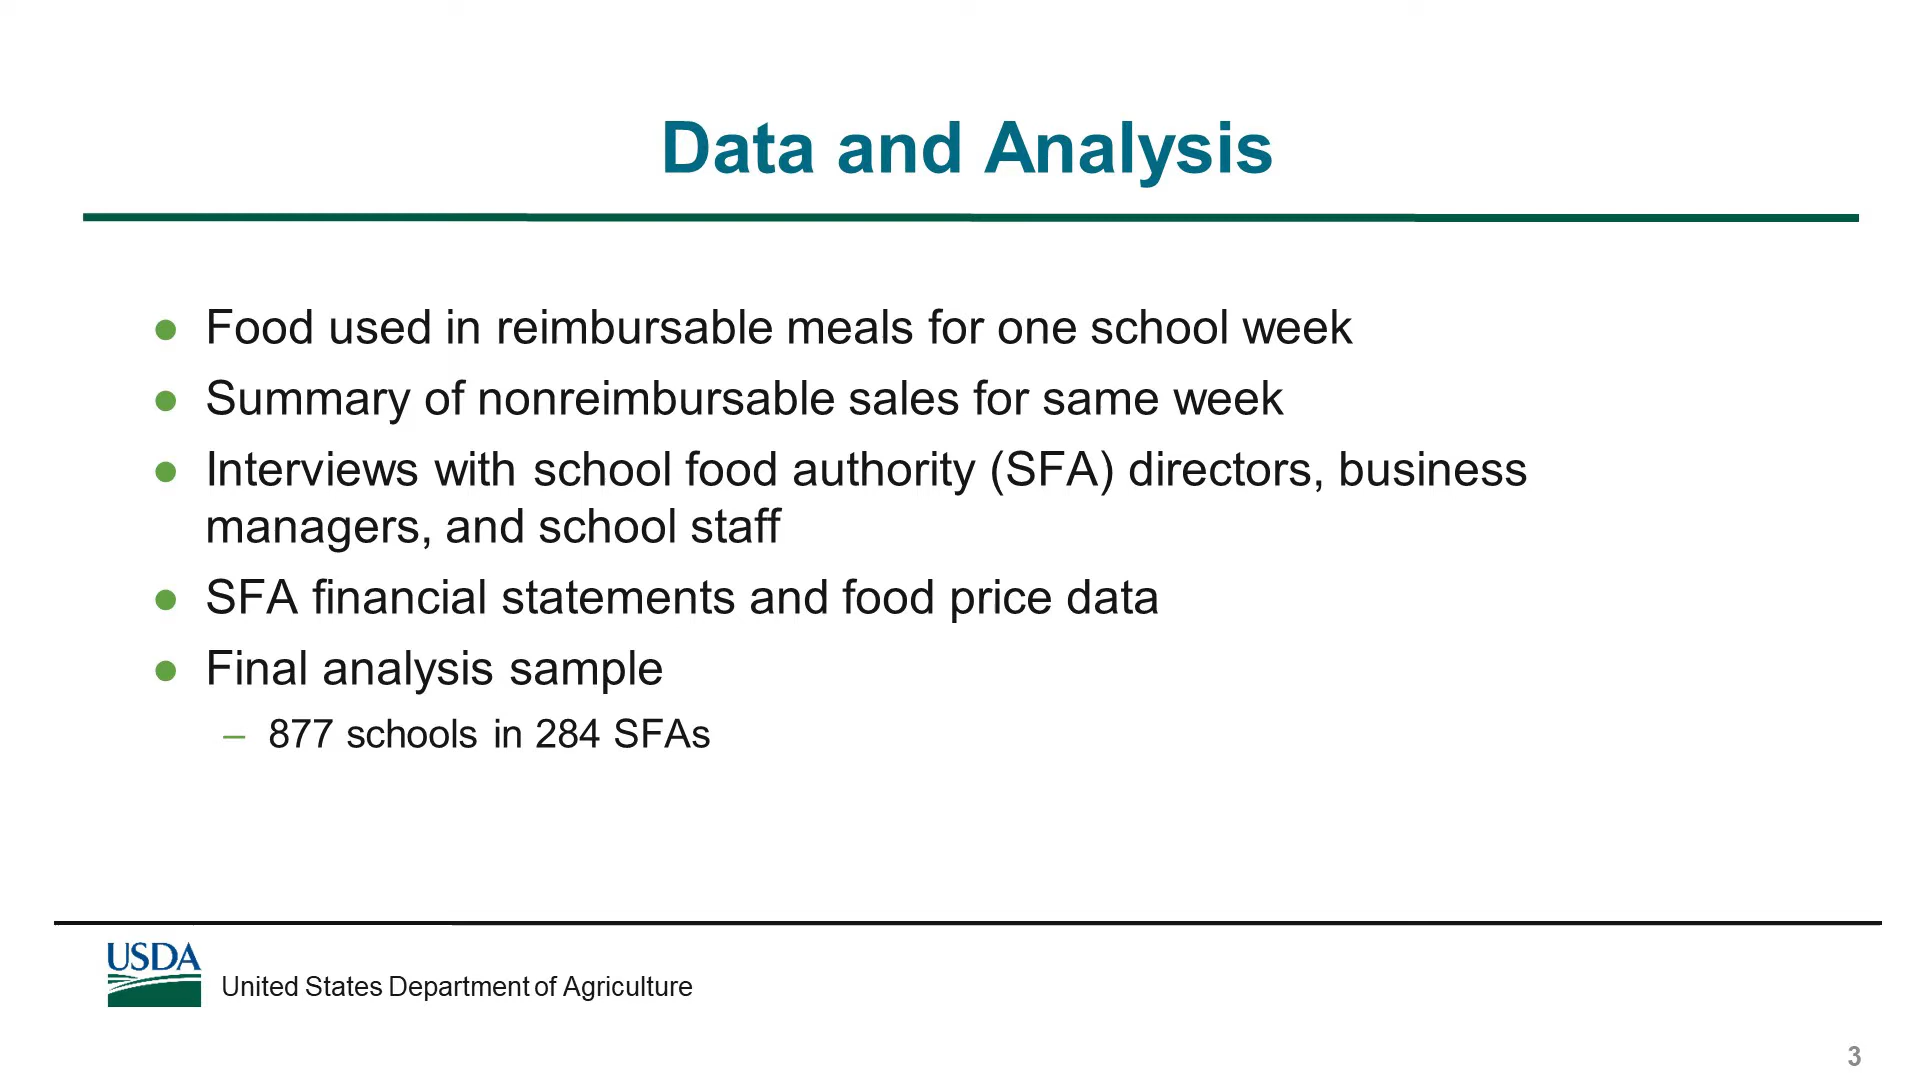 Data and Analysis
● Food used in reimbursable meals for one school week
● Summary of nonreimbursable sales for same week
● Interviews with school food authority (SFA) directors, business
managers, and school staff
● SFA financial statements and food price data
● Final analysis sample
– 877 schools in 284 SFAs
USDA
United States Department of Agriculture
3